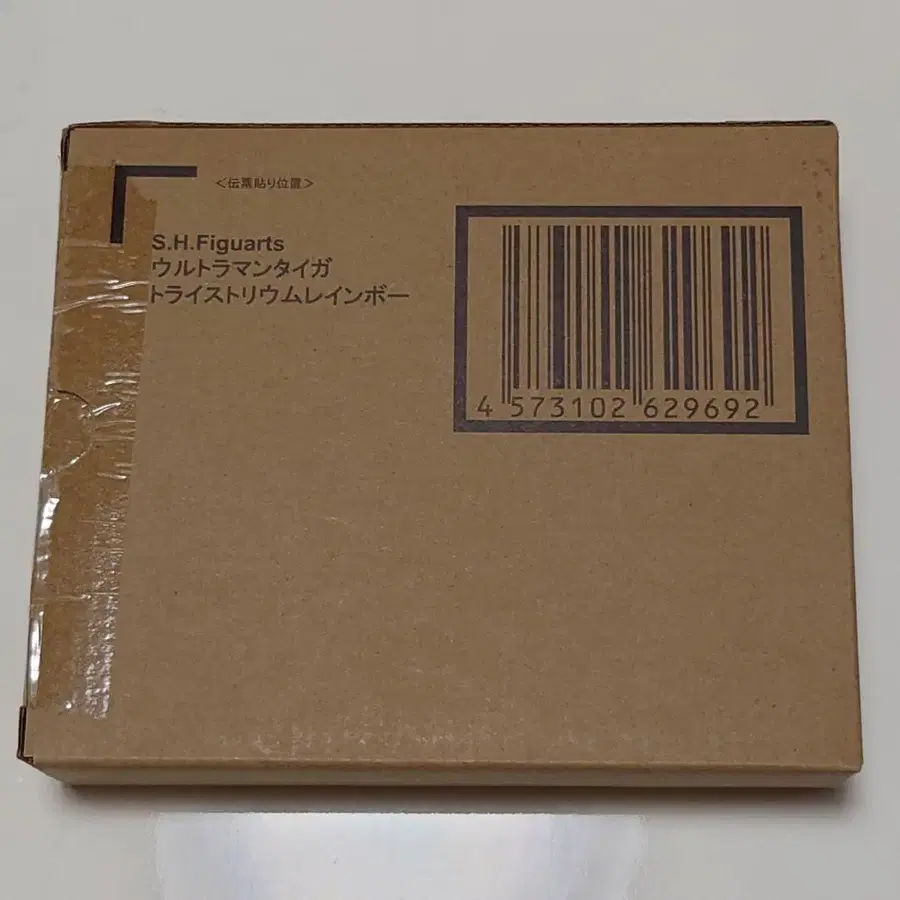 <伝票貼り位置>
S.H.Figuarts
ウルトラマンタイガ
トライストリウムレインボー
4 573102 629692